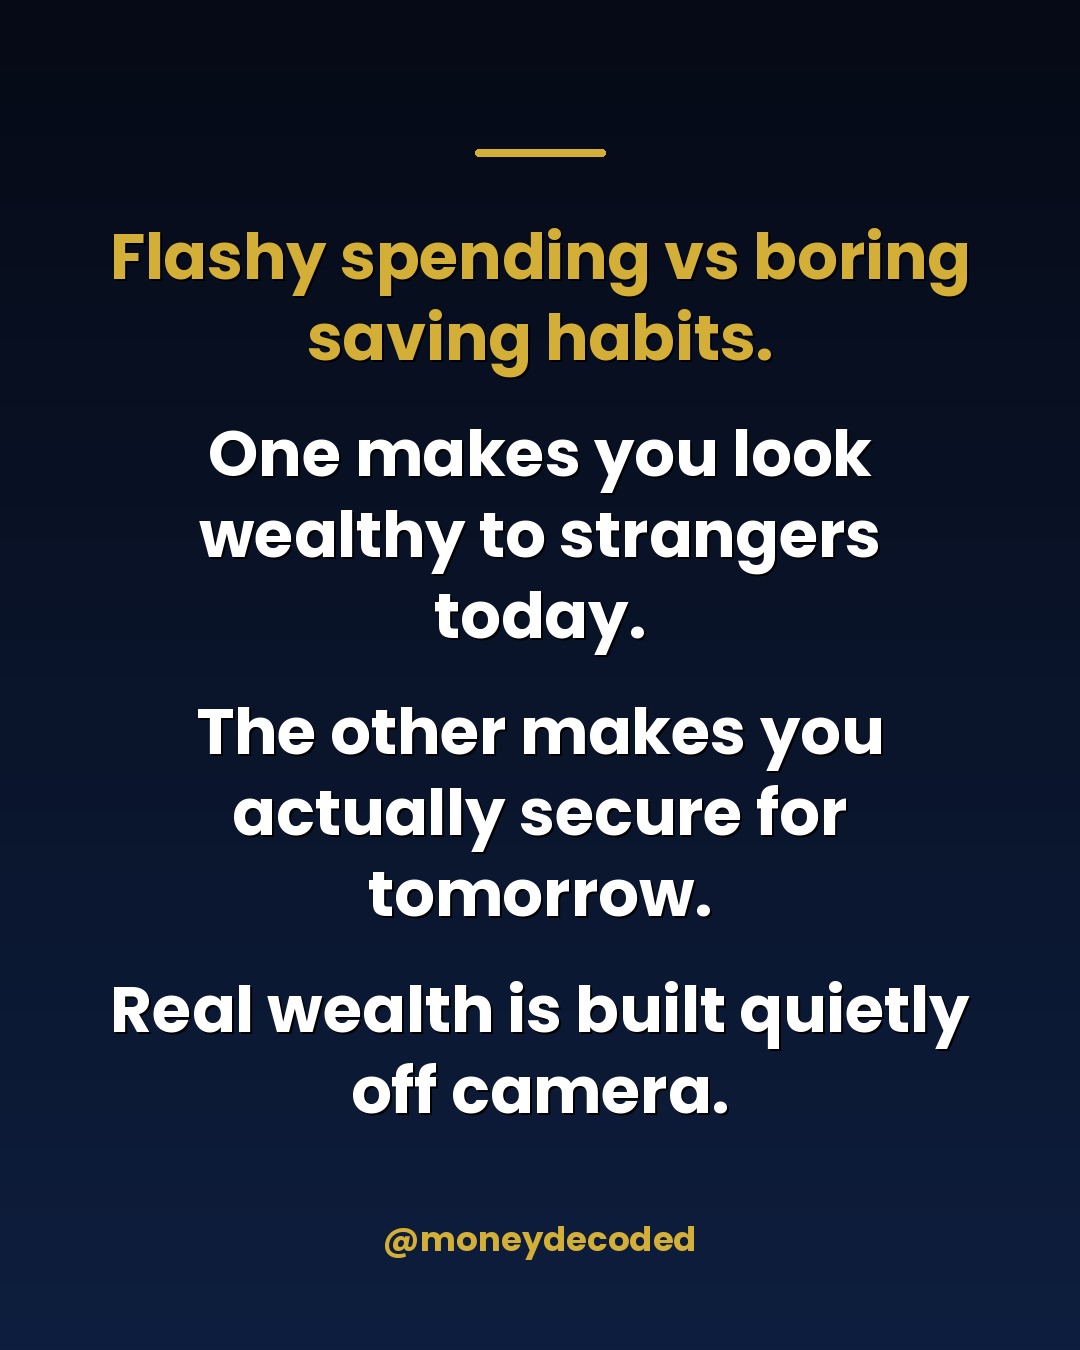 Flashy spending vs boring
saving habits.
One makes you look
wealthy to strangers
today.
The other makes you
actually secure for
tomorrow.
Real wealth is built quietly
off camera.
@moneydecoded